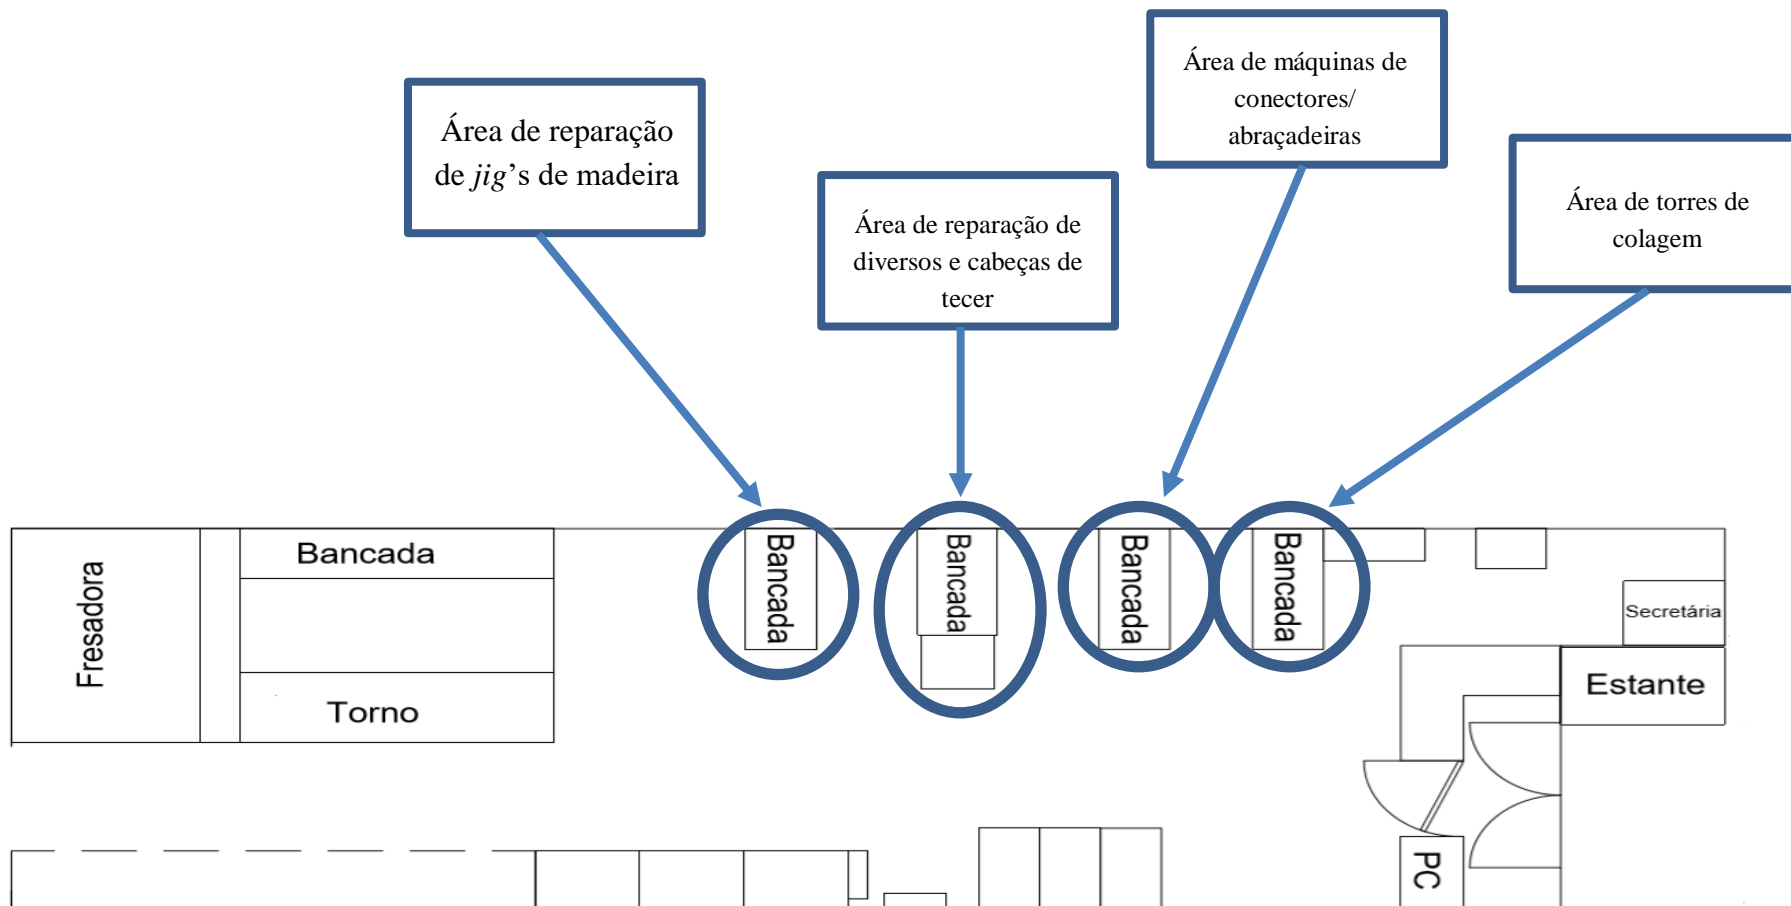 Área de reparação
de jig’s de madeira
Área de reparação de
diversos e cabeças de
tecer
Área de máquinas de
conectores/
abraçadeiras
Área de torres de
colagem
Fresadora
Bancada
Torno
Bancada
Bancada
Bancada
Bancada
Secretária
Estante
PC